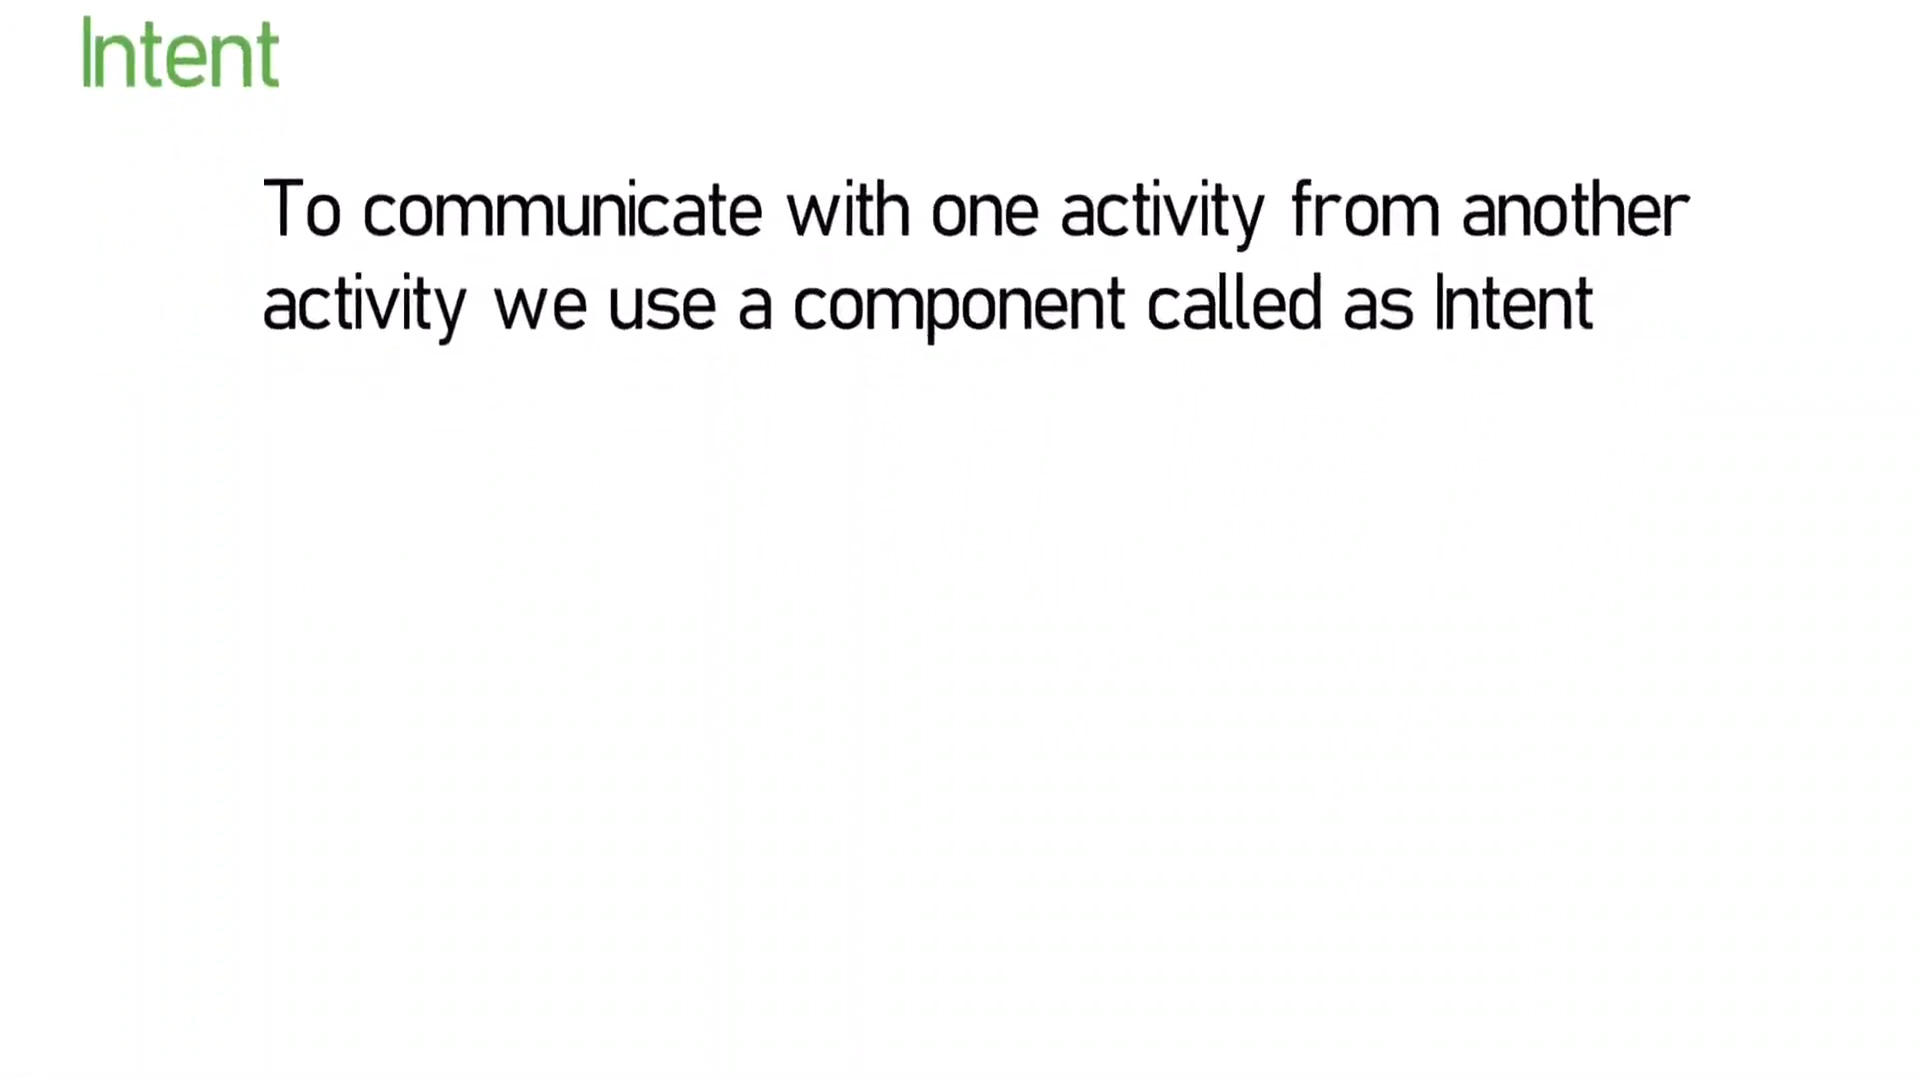 Intent
To communicate with one activity from another
activity we use a component called as Intent